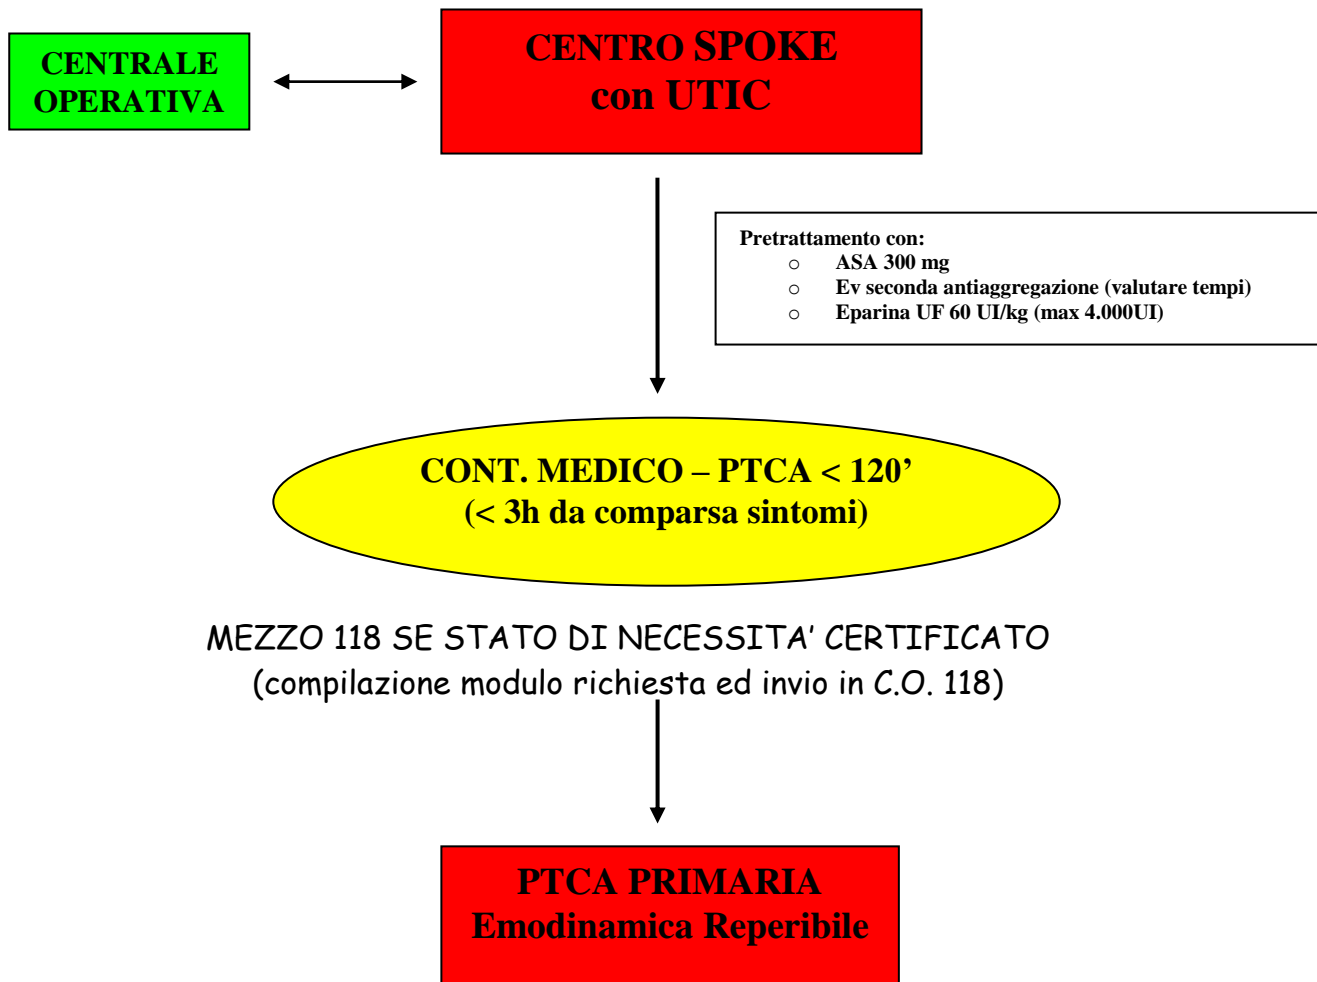 CENTRALE
OPERATIVA
CENTRO SPOKE
con UTIC
Pretrattamento con:
o ASA 300 mg
o Ev seconda antiaggregazione (valutare tempi)
o Eparina UF 60 UI/kg (max 4.000UI)
CONT. MEDICO – PTCA < 120’
(< 3h da comparsa sintomi)
MEZZO 118 SE STATO DI NECESSITA’ CERTIFICATO
(compilazione modulo richiesta ed invio in C.O. 118)
PTCA PRIMARIA
Emodinamica Reperibile